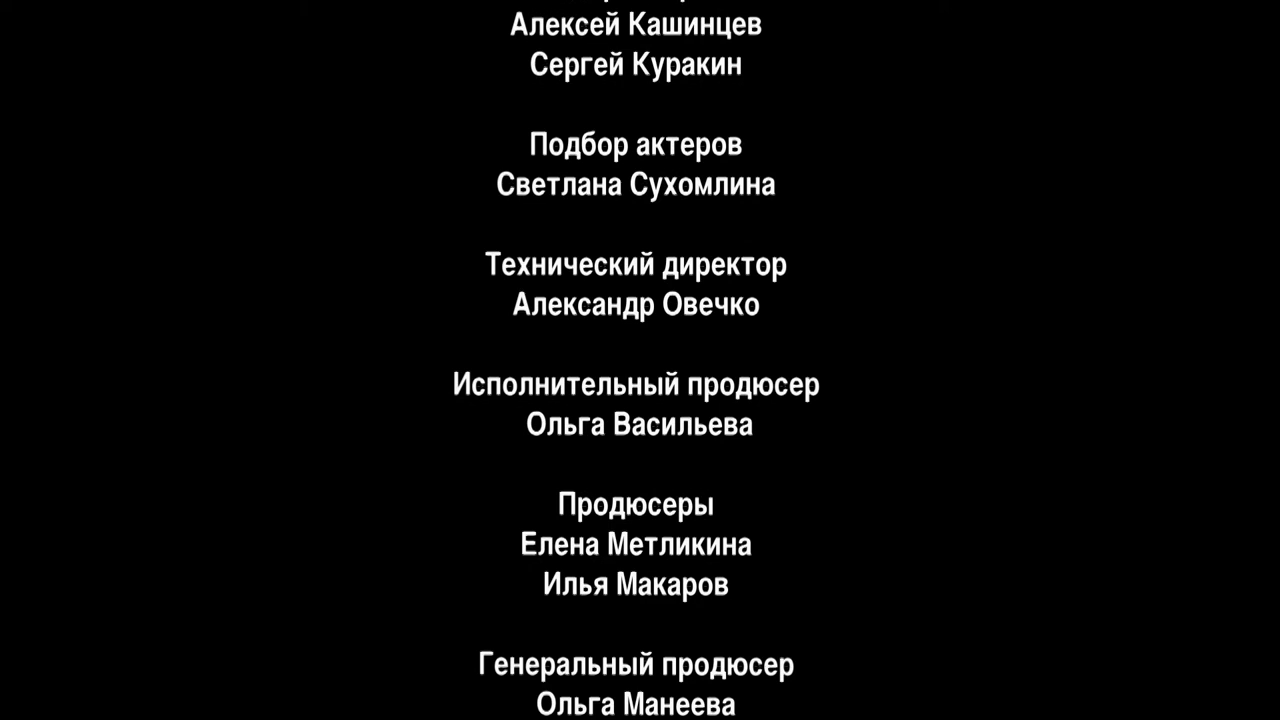 Алексей Кашинцев
Сергей Куракин
Подбор актеров
Светлана Сухомлина
Технический директор
Александр Овечко
Исполнительный продюсер
Ольга Васильева
Продюсеры
Елена Метликина
Илья Макаров
Генеральный продюсер
Ольга Манеева